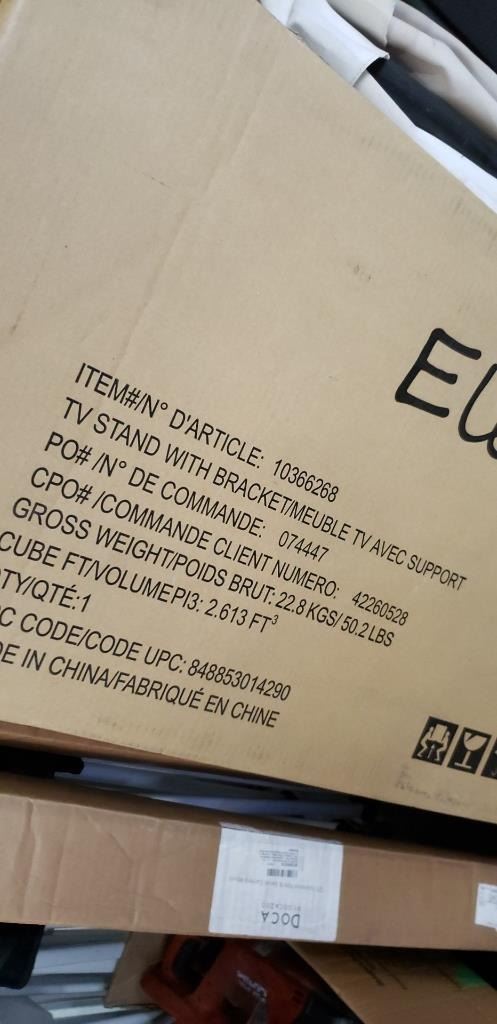 ITEM#/N° D'ARTICLE: 10366268
TV STAND WITH BRACKET/MEUBLE TV AVEC SUPPORT
PO# /N° DE COMMANDE: 074447
CPO# /COMMANDE CLIENT NUMERO: 42260528
GROSS WEIGHT/POIDS BRUT: 22.8 KGS/ 50.2 LBS
CUBE FT/VOLUMEPI3: 2.613 FT³
TY/QTÉ:1
C CODE/CODE UPC: 848853014290
DE IN CHINA/FABRIQUÉ EN CHINE
DOCA